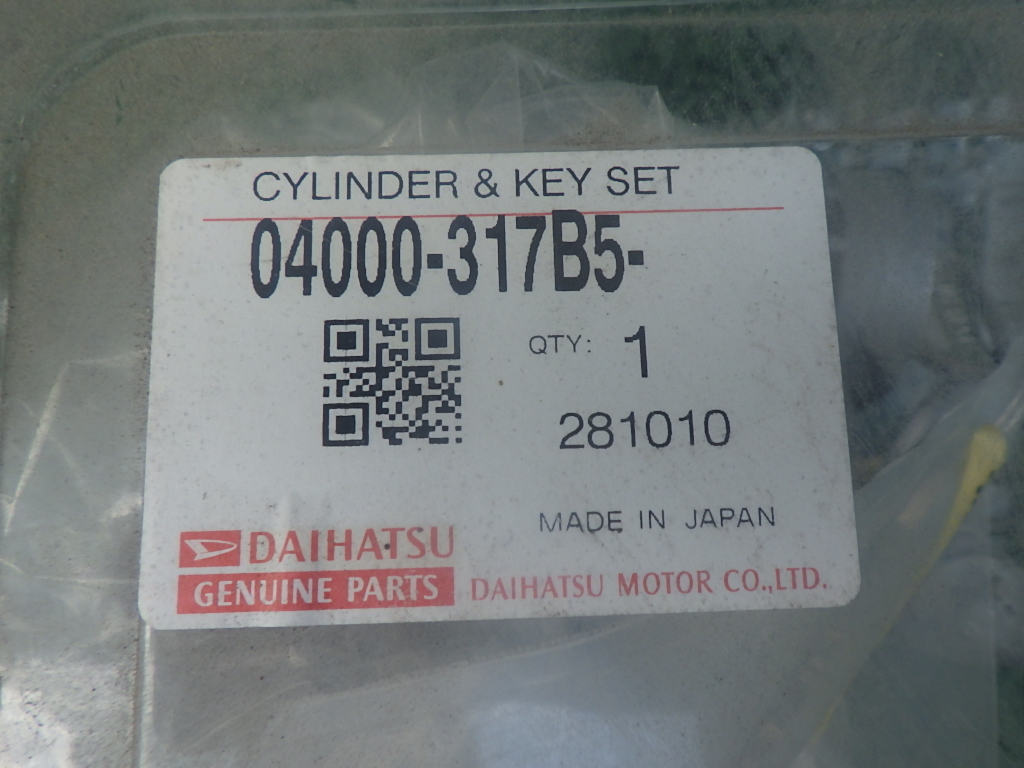 CYLINDER & KEY SET
04000-317B5-
QTY: 1
281010
MADE IN JAPAN
DAIHATSU
GENUINE PARTS DAIHATSU MOTOR CO.,LTD.